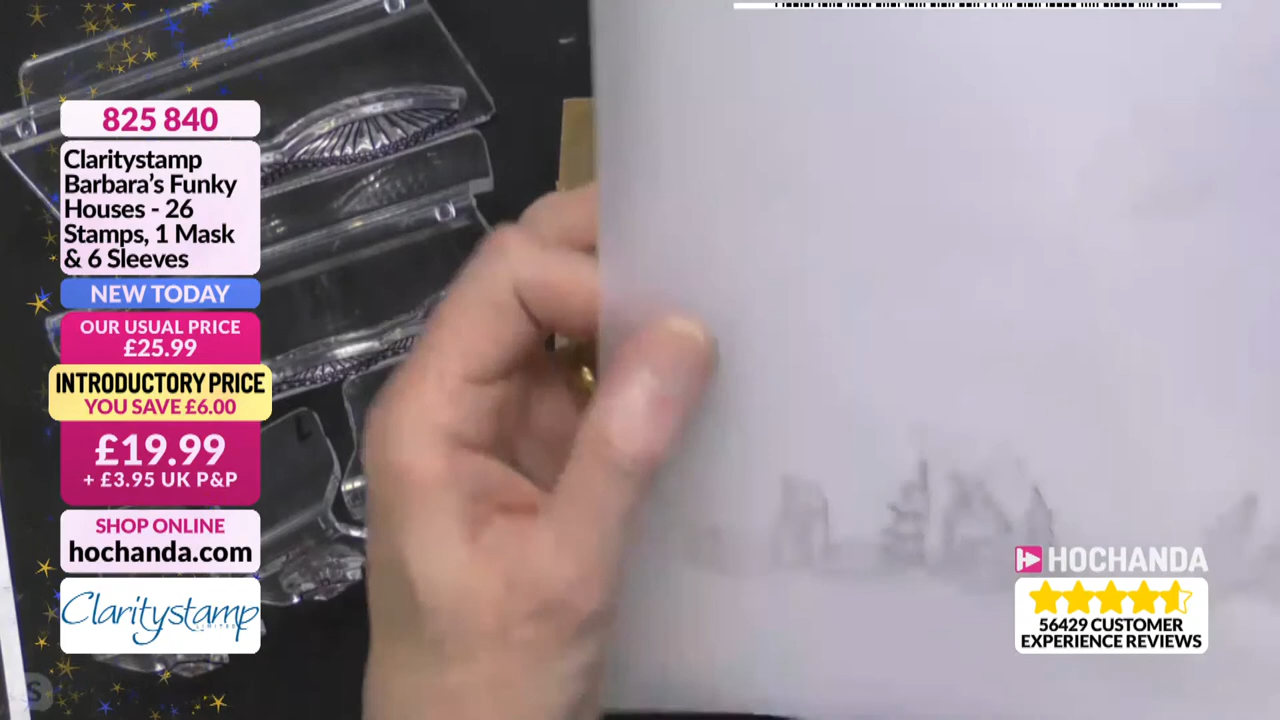 825 840
Claritystamp
Barbara's Funky
Houses - 26
Stamps, 1 Mask
& 6 Sleeves
NEW TODAY
OUR USUAL PRICE
£25.99
INTRODUCTORY PRICE
YOU SAVE £6.00
£19.99
+ £3.95 UK P&P
SHOP ONLINE
hochanda.com
Claritystamp
LIMITED
HOCHANDA
56429 CUSTOMER
EXPERIENCE REVIEWS